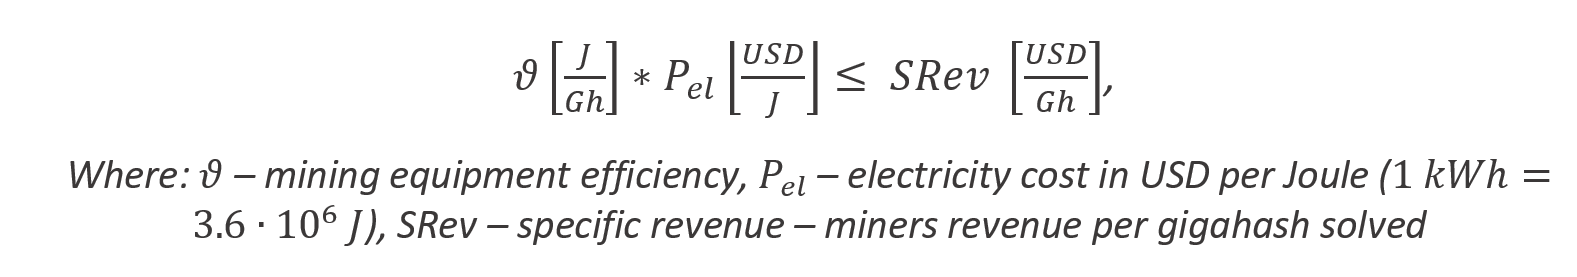 ϑ [J/Gh] * P_el [USD/J] ≤ SRev [USD/Gh],
Where: ϑ – mining equipment efficiency, P_el – electricity cost in USD per Joule (1 kWh =
3.6 · 10⁶ J), SRev – specific revenue – miners revenue per gigahash solved